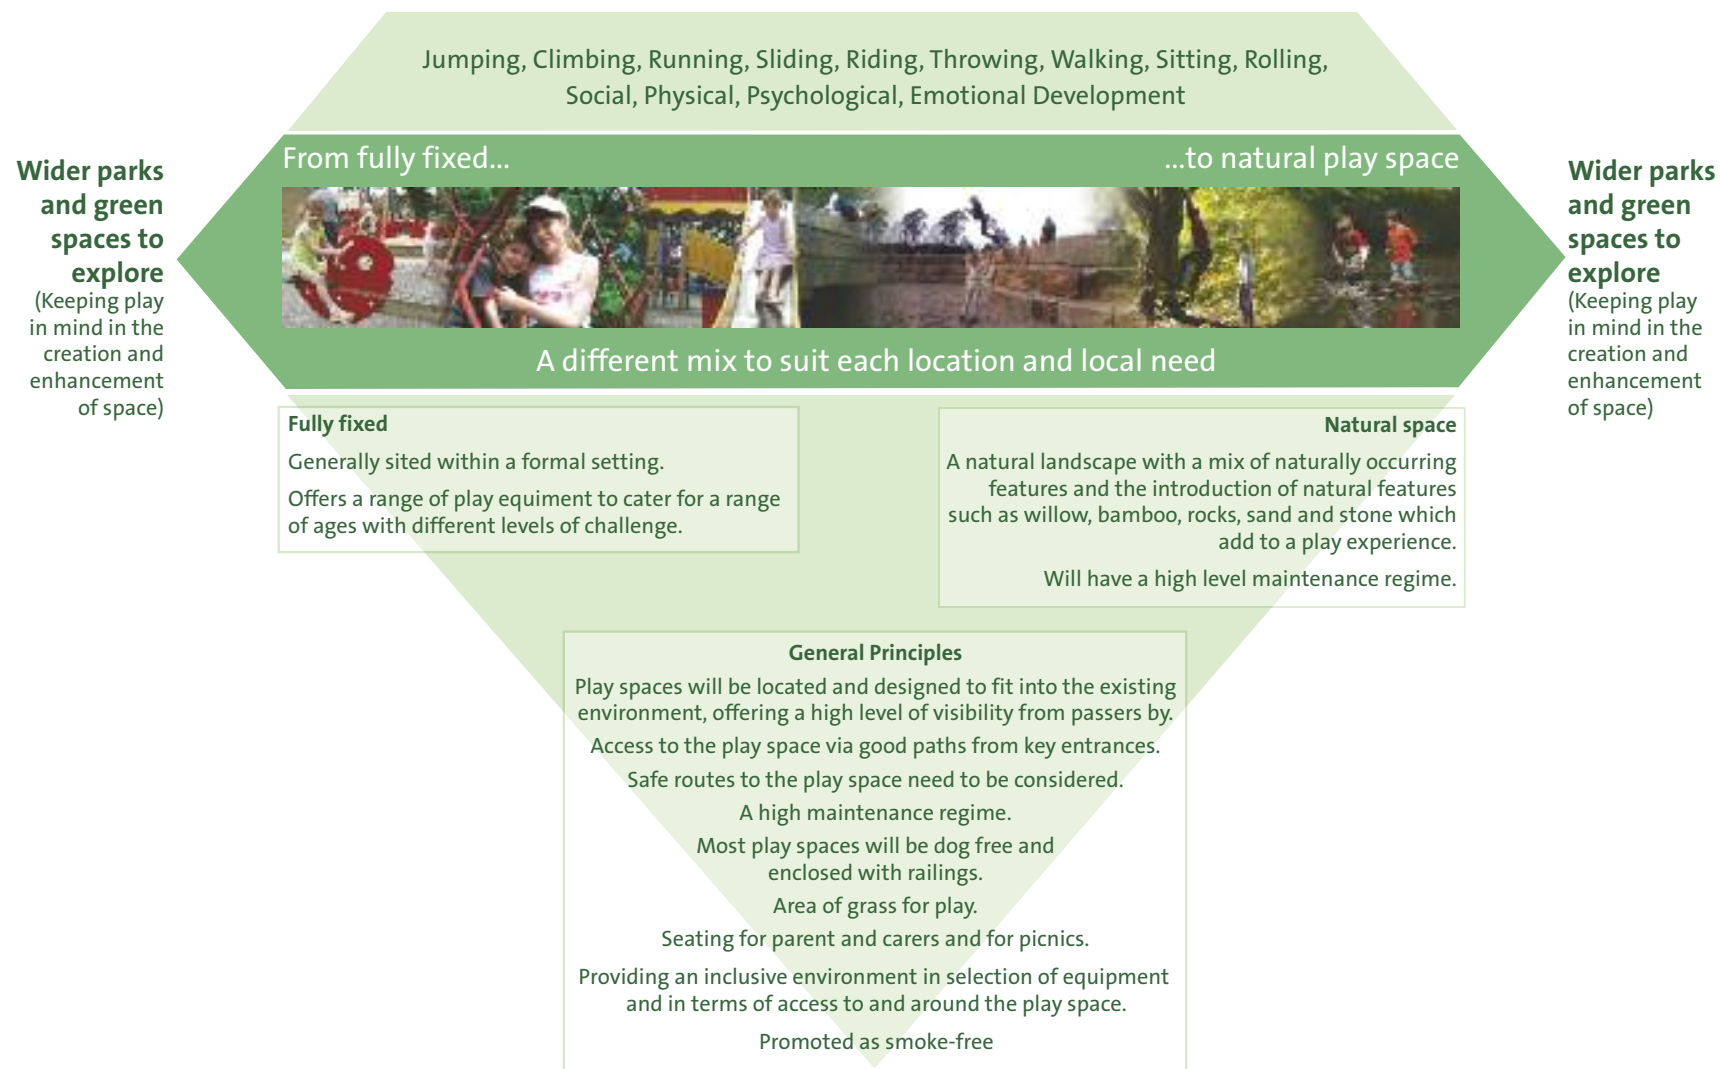 Jumping, Climbing, Running, Sliding, Riding, Throwing, Walking, Sitting, Rolling,
Social, Physical, Psychological, Emotional Development
Wider parks
and green
spaces to
explore
(Keeping play
in mind in the
creation and
enhancement
of space)
From fully fixed...
...to natural play space
A different mix to suit each location and local need
Wider parks
and green
spaces to
explore
(Keeping play
in mind in the
creation and
enhancement
of space)
Fully fixed
Generally sited within a formal setting.
Offers a range of play equiment to cater for a range
of ages with different levels of challenge.
Natural space
A natural landscape with a mix of naturally occurring
features and the introduction of natural features
such as willow, bamboo, rocks, sand and stone which
add to a play experience.
Will have a high level maintenance regime.
General Principles
Play spaces will be located and designed to fit into the existing
environment, offering a high level of visibility from passers by.
Access to the play space via good paths from key entrances.
Safe routes to the play space need to be considered.
A high maintenance regime.
Most play spaces will be dog free and
enclosed with railings.
Area of grass for play.
Seating for parent and carers and for picnics.
Providing an inclusive environment in selection of equipment
and in terms of access to and around the play space.
Promoted as smoke-free